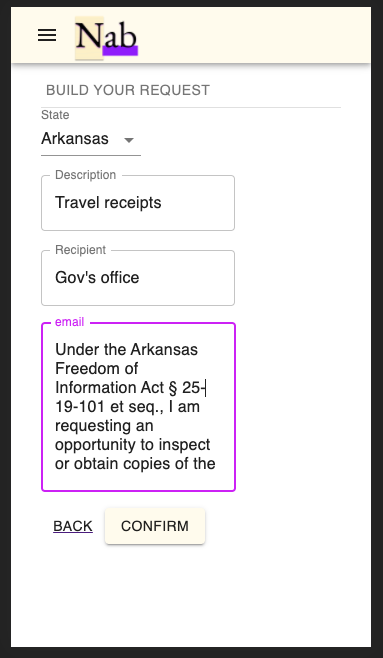 Nab
BUILD YOUR REQUEST
State
Arkansas
Description
Travel receipts
Recipient
Gov's office
email
Under the Arkansas
Freedom of
Information Act § 25-
19-101 et seq., I am
requesting an
opportunity to inspect
or obtain copies of the
BACK CONFIRM